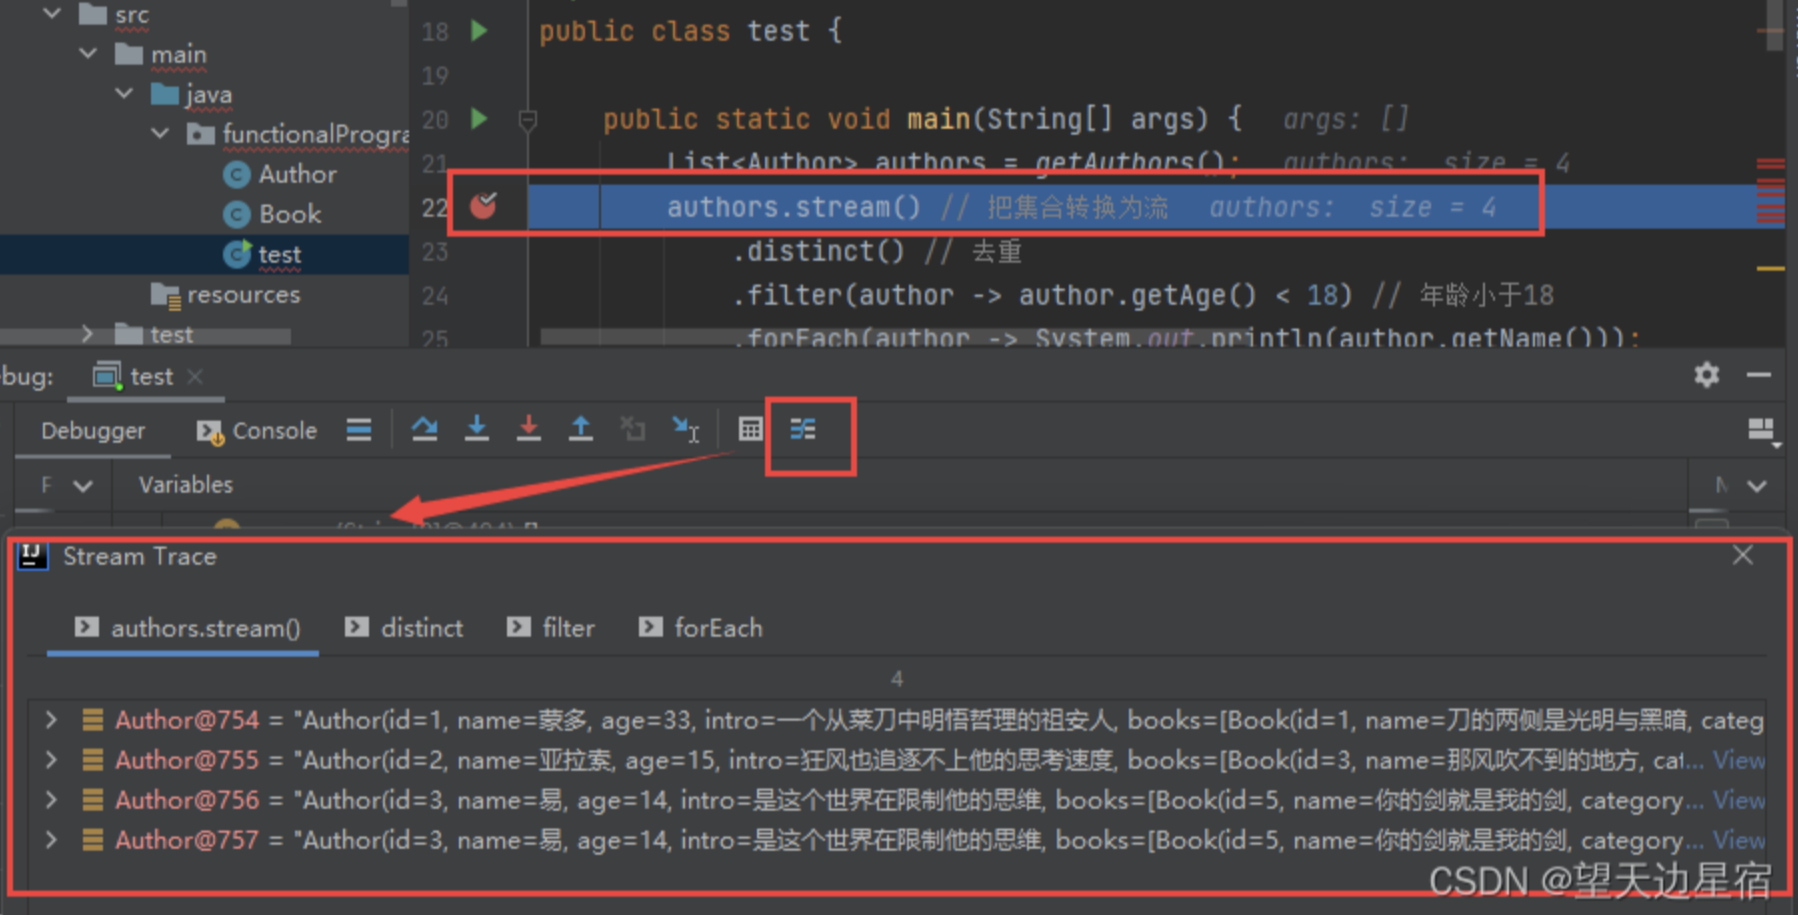 src
main
java
functionalProgra
Author
Book
test
resources
test
18 public class test {
19
20 public static void main(String[] args) { args: []
21 List<Author> authors = getAuthors(); authors: size = 4
22 authors.stream() // 把集合转换为流 authors: size = 4
23 .distinct() // 去重
24 .filter(author -> author.getAge() < 18) // 年龄小于18
25 .forEach(author -> System.out.println(author.getName()));
bug: test
Debugger Console
F Variables N
Stream Trace
authors.stream() distinct filter forEach
4
Author@754 = "Author(id=1, name=蒙多, age=33, intro=一个从菜刀中明悟哲理的祖安人, books=[Book(id=1, name=刀的两侧是光明与黑暗, categ
Author@755 = "Author(id=2, name=亚拉索, age=15, intro=狂风也追逐不上他的思考速度, books=[Book(id=3, name=那风吹不到的地方, cat... View
Author@756 = "Author(id=3, name=易, age=14, intro=是这个世界在限制他的思维, books=[Book(id=5, name=你的剑就是我的剑, category... View
Author@757 = "Author(id=3, name=易, age=14, intro=是这个世界在限制他的思维, books=[Book(id=5, name=你的剑就是我的剑, category... View
CSDN @望天边星宿